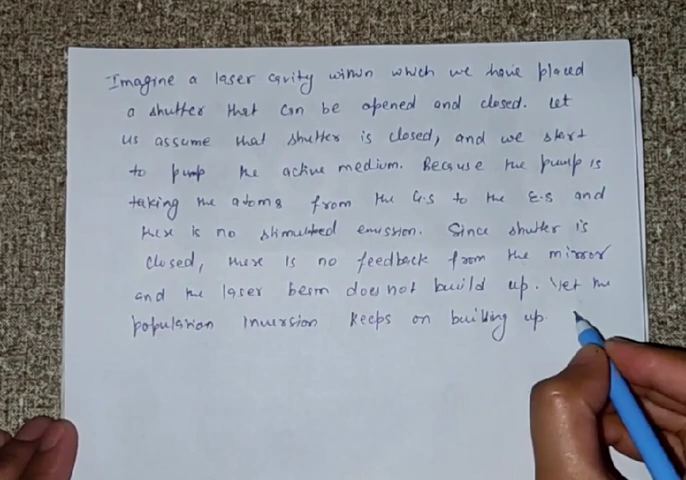 Imagine a laser cavity within which we have placed
a shutter that can be opened and closed. Let
us assume that shutter is closed, and we start
to pump the active medium. Because the pump is
taking the atoms from the G.S to the E.S and
there is no stimulated emission. Since shutter is
closed, there is no feedback from the mirror
and the laser beam does not build up. Yet the
population inversion keeps on building up.